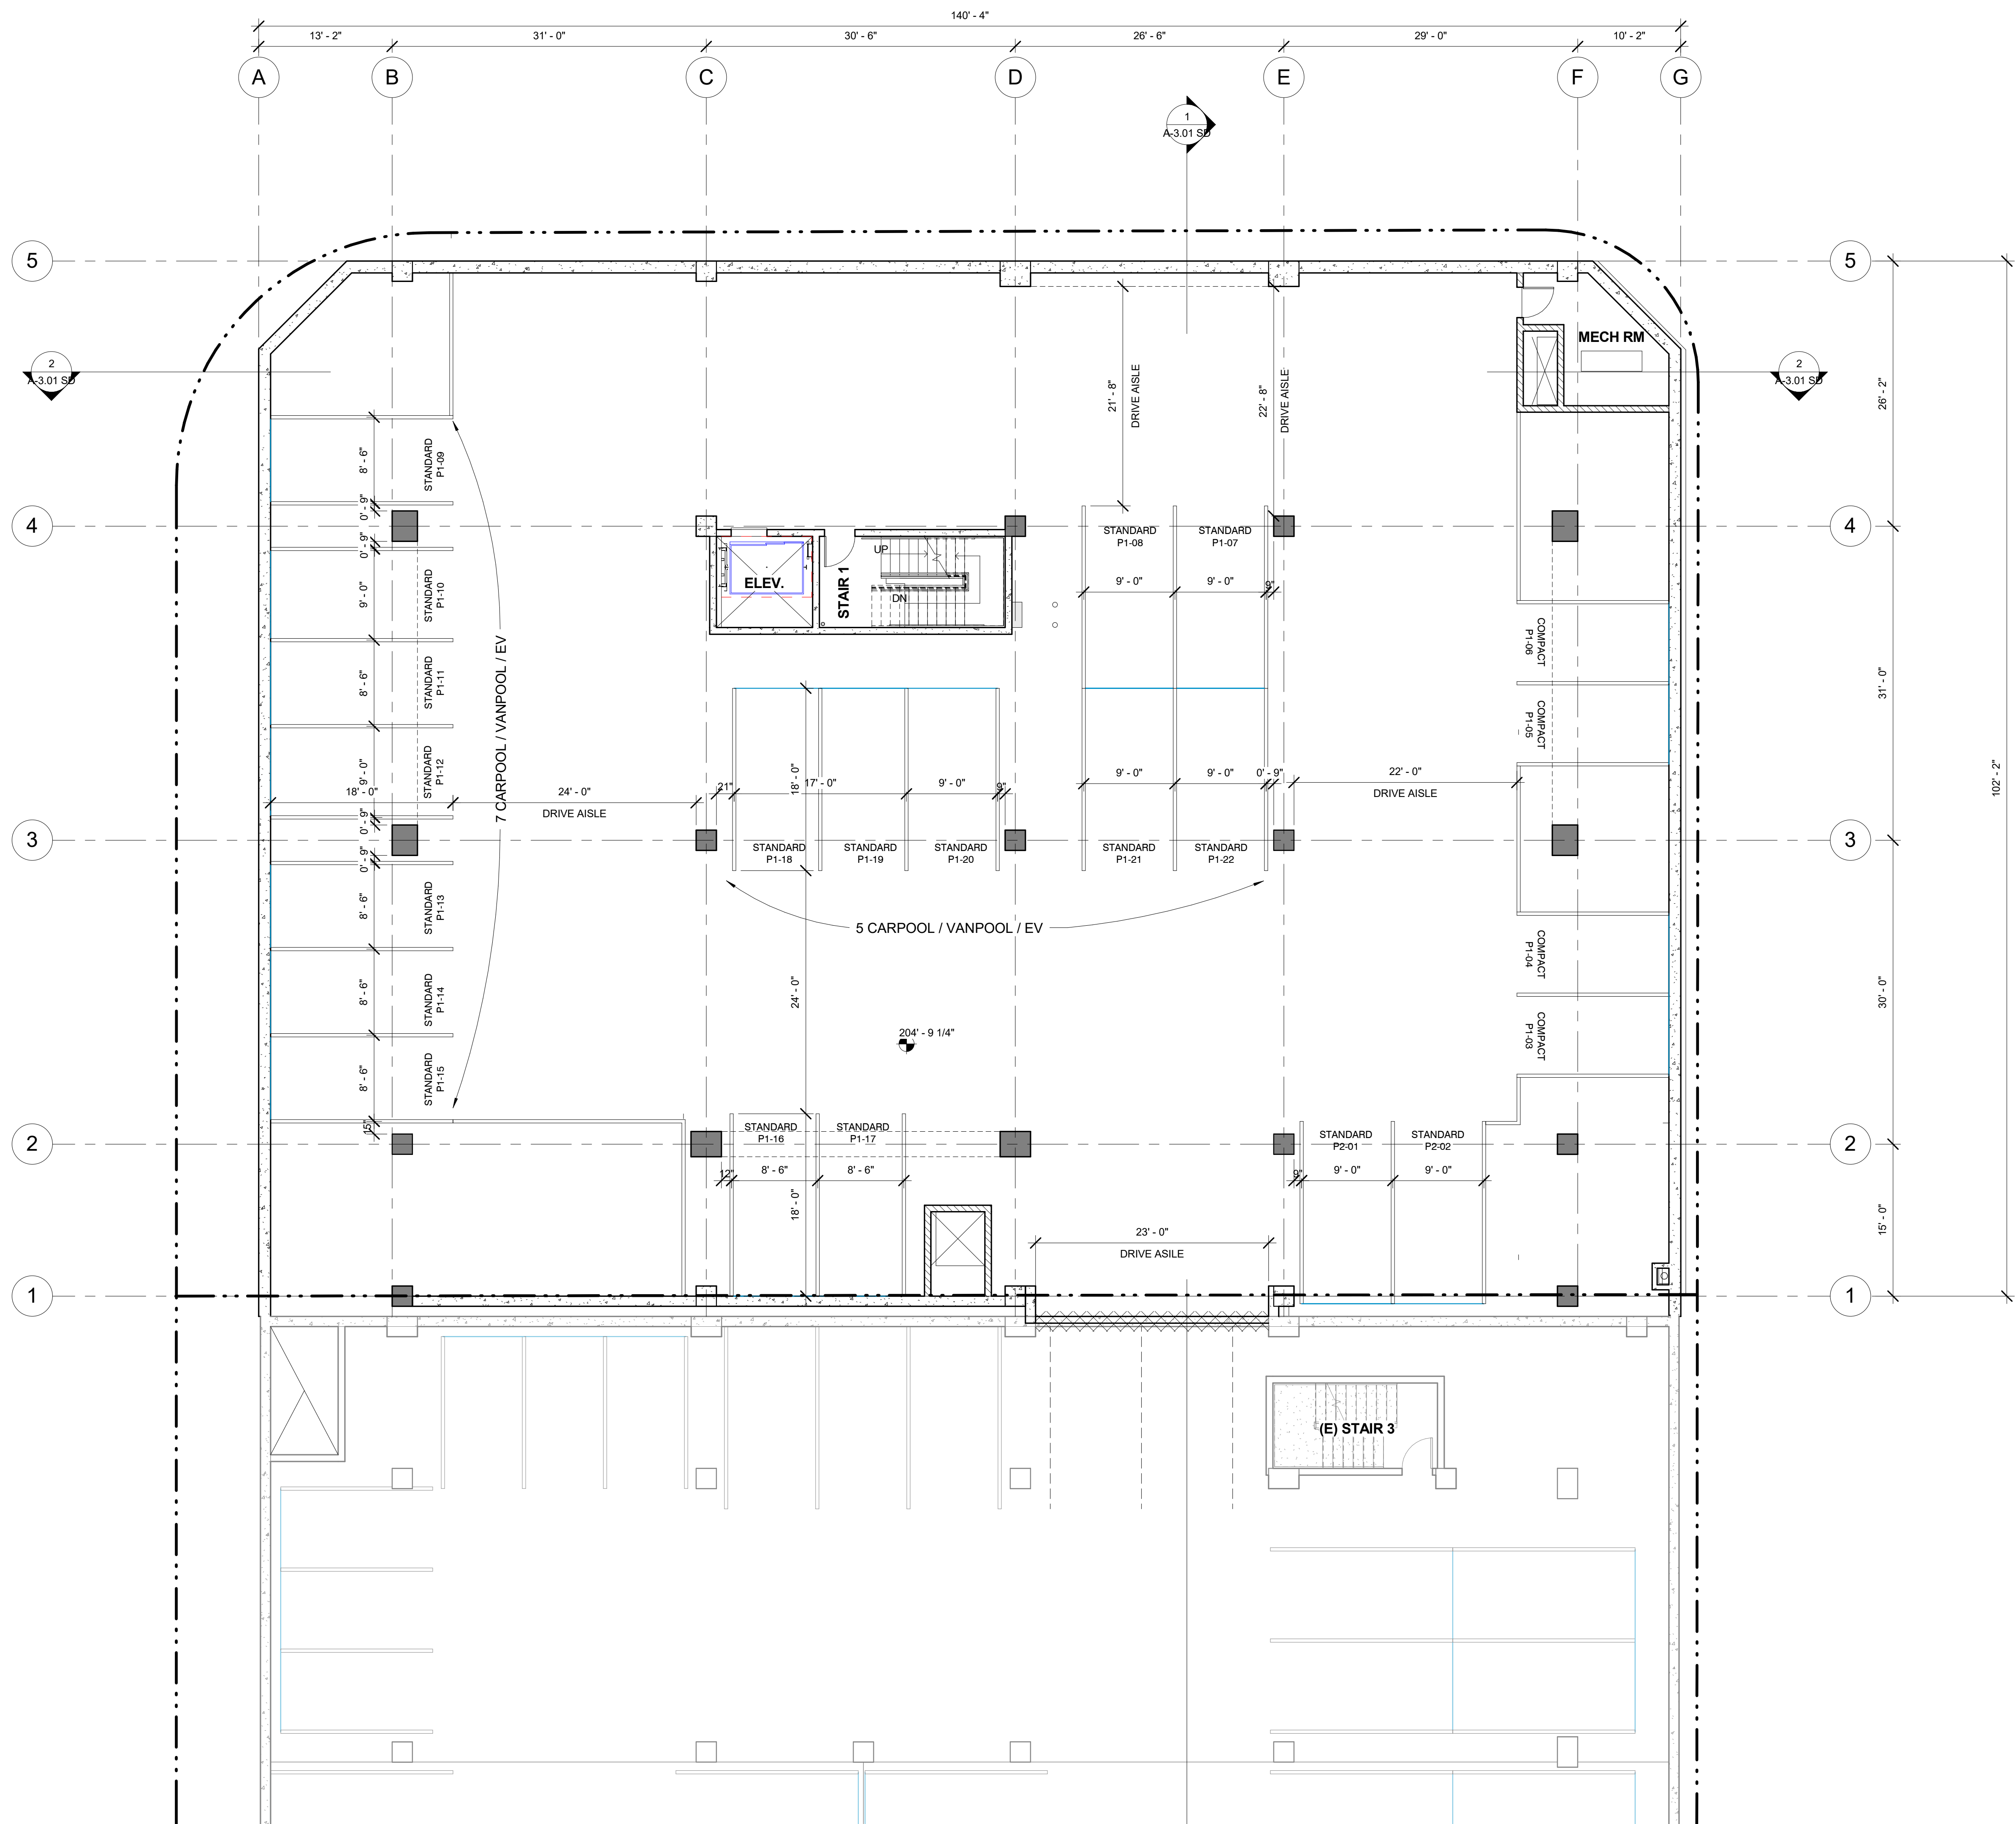 140' - 4"
13' - 2"
31' - 0"
30' - 6"
26' - 6"
29' - 0"
10' - 2"
A
B
C
D
E
F
G
1
A-3.01 SD
5
5
2
A-3.01 SD
MECH RM
2
A-3.01 SD
21' - 8"
DRIVE AISLE
22' - 8"
DRIVE AISLE
26' - 2"
8' - 6"
STANDARD
P1-09
0' - 9"
4
4
0' - 9"
STANDARD
P1-08
STANDARD
P1-07
UP
ELEV.
STAIR 1
DN
9' - 0"
STANDARD
P1-10
9' - 0"
9' - 0"
9"
COMPACT
P1-06
8' - 6"
STANDARD
P1-11
7 CARPOOL / VANPOOL / EV
31' - 0"
COMPACT
P1-05
9' - 0"
STANDARD
P1-12
18' - 0"
24' - 0"
DRIVE AISLE
21"
18' - 0"
17' - 0"
9' - 0"
9"
9' - 0"
9' - 0"
0' - 9"
22' - 0"
DRIVE AISLE
102' - 2"
0' - 9"
3
3
0' - 9"
STANDARD
P1-18
STANDARD
P1-19
STANDARD
P1-20
STANDARD
P1-21
STANDARD
P1-22
8' - 6"
STANDARD
P1-13
5 CARPOOL / VANPOOL / EV
COMPACT
P1-04
8' - 6"
STANDARD
P1-14
24' - 0"
30' - 0"
204' - 9 1/4"
COMPACT
P1-03
8' - 6"
STANDARD
P1-15
15"
2
2
STANDARD
P1-16
STANDARD
P1-17
STANDARD
P2-01
STANDARD
P2-02
12"
8' - 6"
8' - 6"
9"
9' - 0"
9' - 0"
18' - 0"
15' - 0"
23' - 0"
DRIVE ASILE
1
1
(E) STAIR 3